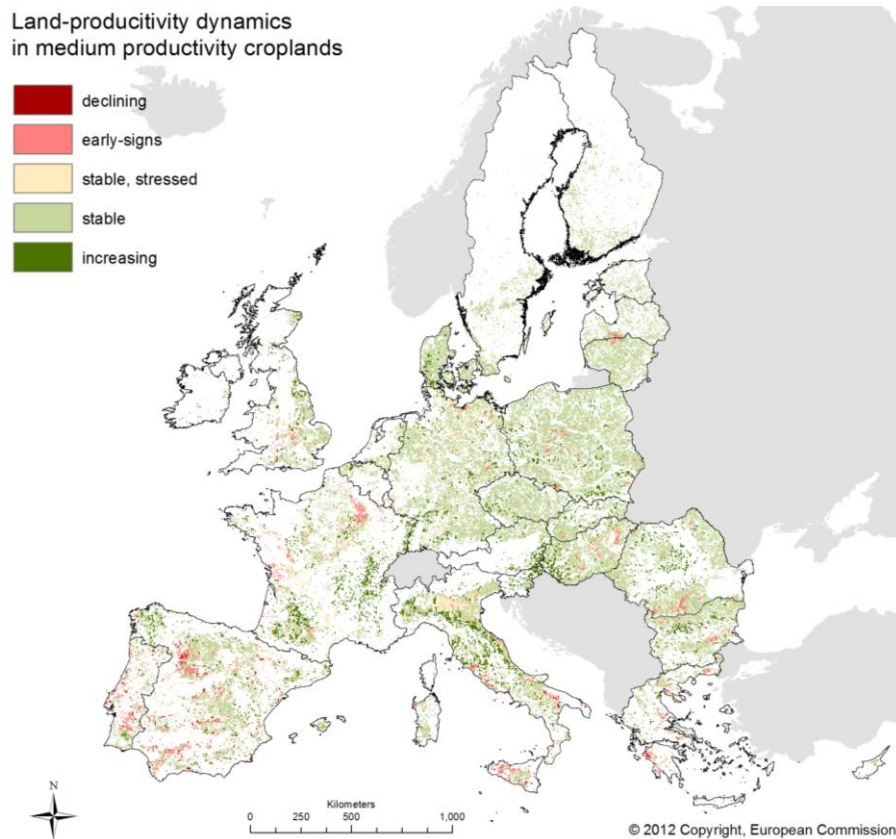 Land-producitivity dynamics
in medium productivity croplands
declining
early-signs
stable, stressed
stable
increasing
N
Kilometers
0 250 500 1,000
© 2012 Copyright, European Commission